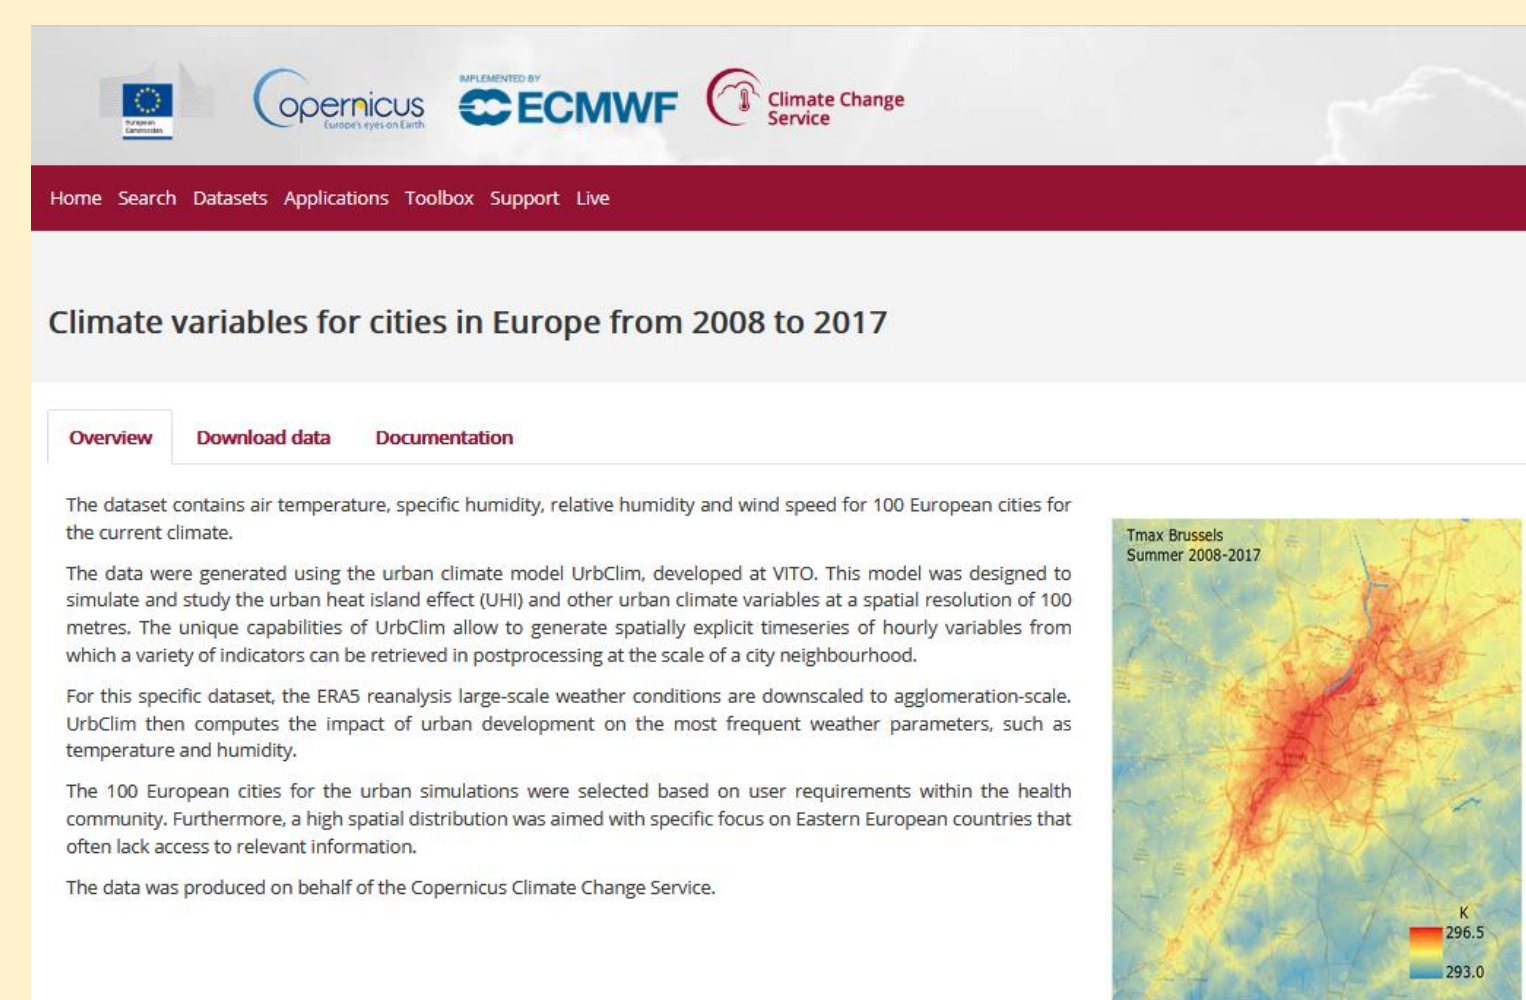 European
Commission
Copernicus
Europe's eyes on Earth
IMPLEMENTED BY
ECMWF
Climate Change
Service
Home Search Datasets Applications Toolbox Support Live
Climate variables for cities in Europe from 2008 to 2017
Overview Download data Documentation
The dataset contains air temperature, specific humidity, relative humidity and wind speed for 100 European cities for
the current climate.
The data were generated using the urban climate model UrbClim, developed at VITO. This model was designed to
simulate and study the urban heat island effect (UHI) and other urban climate variables at a spatial resolution of 100
metres. The unique capabilities of UrbClim allow to generate spatially explicit timeseries of hourly variables from
which a variety of indicators can be retrieved in postprocessing at the scale of a city neighbourhood.
For this specific dataset, the ERA5 reanalysis large-scale weather conditions are downscaled to agglomeration-scale.
UrbClim then computes the impact of urban development on the most frequent weather parameters, such as
temperature and humidity.
The 100 European cities for the urban simulations were selected based on user requirements within the health
community. Furthermore, a high spatial distribution was aimed with specific focus on Eastern European countries that
often lack access to relevant information.
The data was produced on behalf of the Copernicus Climate Change Service.
Tmax Brussels
Summer 2008-2017
K
296.5
293.0